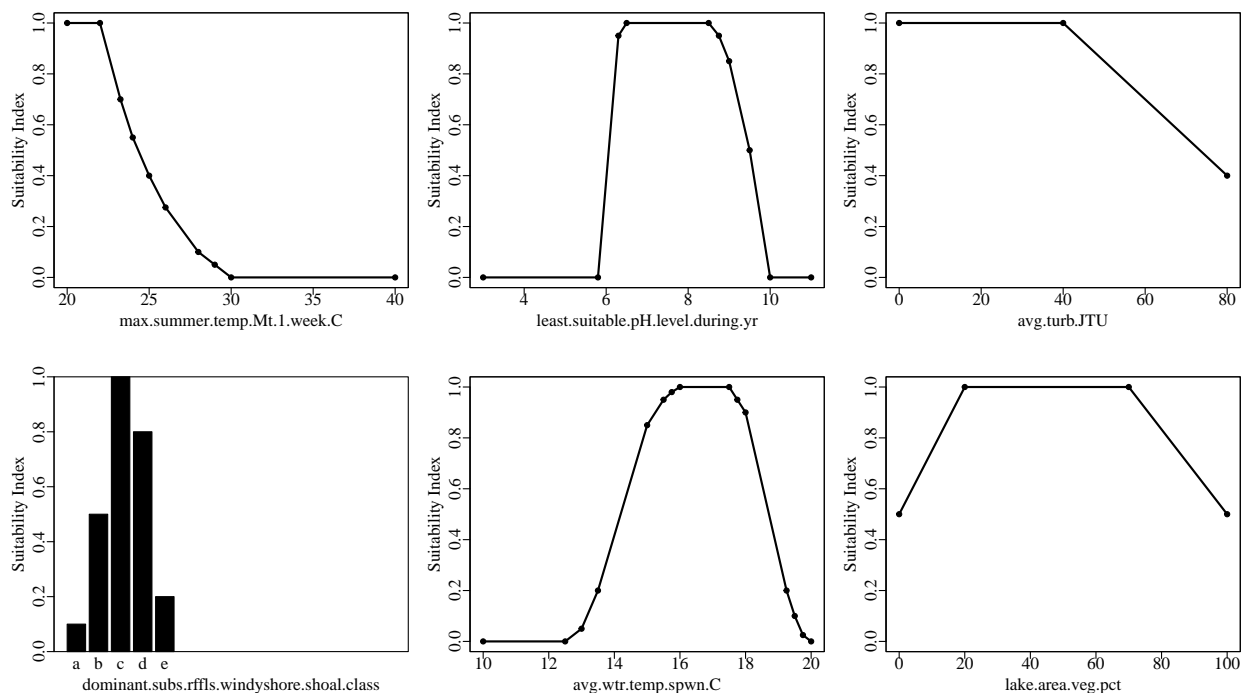 Suitability Index
0.0 0.2 0.4 0.6 0.8 1.0
20 25 30 35 40
max.summer.temp.Mt.1.week.C
Suitability Index
0.0 0.2 0.4 0.6 0.8 1.0
4 6 8 10
least.suitable.pH.level.during.yr
Suitability Index
0.0 0.2 0.4 0.6 0.8 1.0
0 20 40 60 80
avg.turb.JTU
Suitability Index
0.0 0.2 0.4 0.6 0.8 1.0
a b c d e
dominant.subs.rffls.windyshore.shoal.class
Suitability Index
0.0 0.2 0.4 0.6 0.8 1.0
10 12 14 16 18 20
avg.wtr.temp.spwn.C
Suitability Index
0.0 0.2 0.4 0.6 0.8 1.0
0 20 40 60 80 100
lake.area.veg.pct